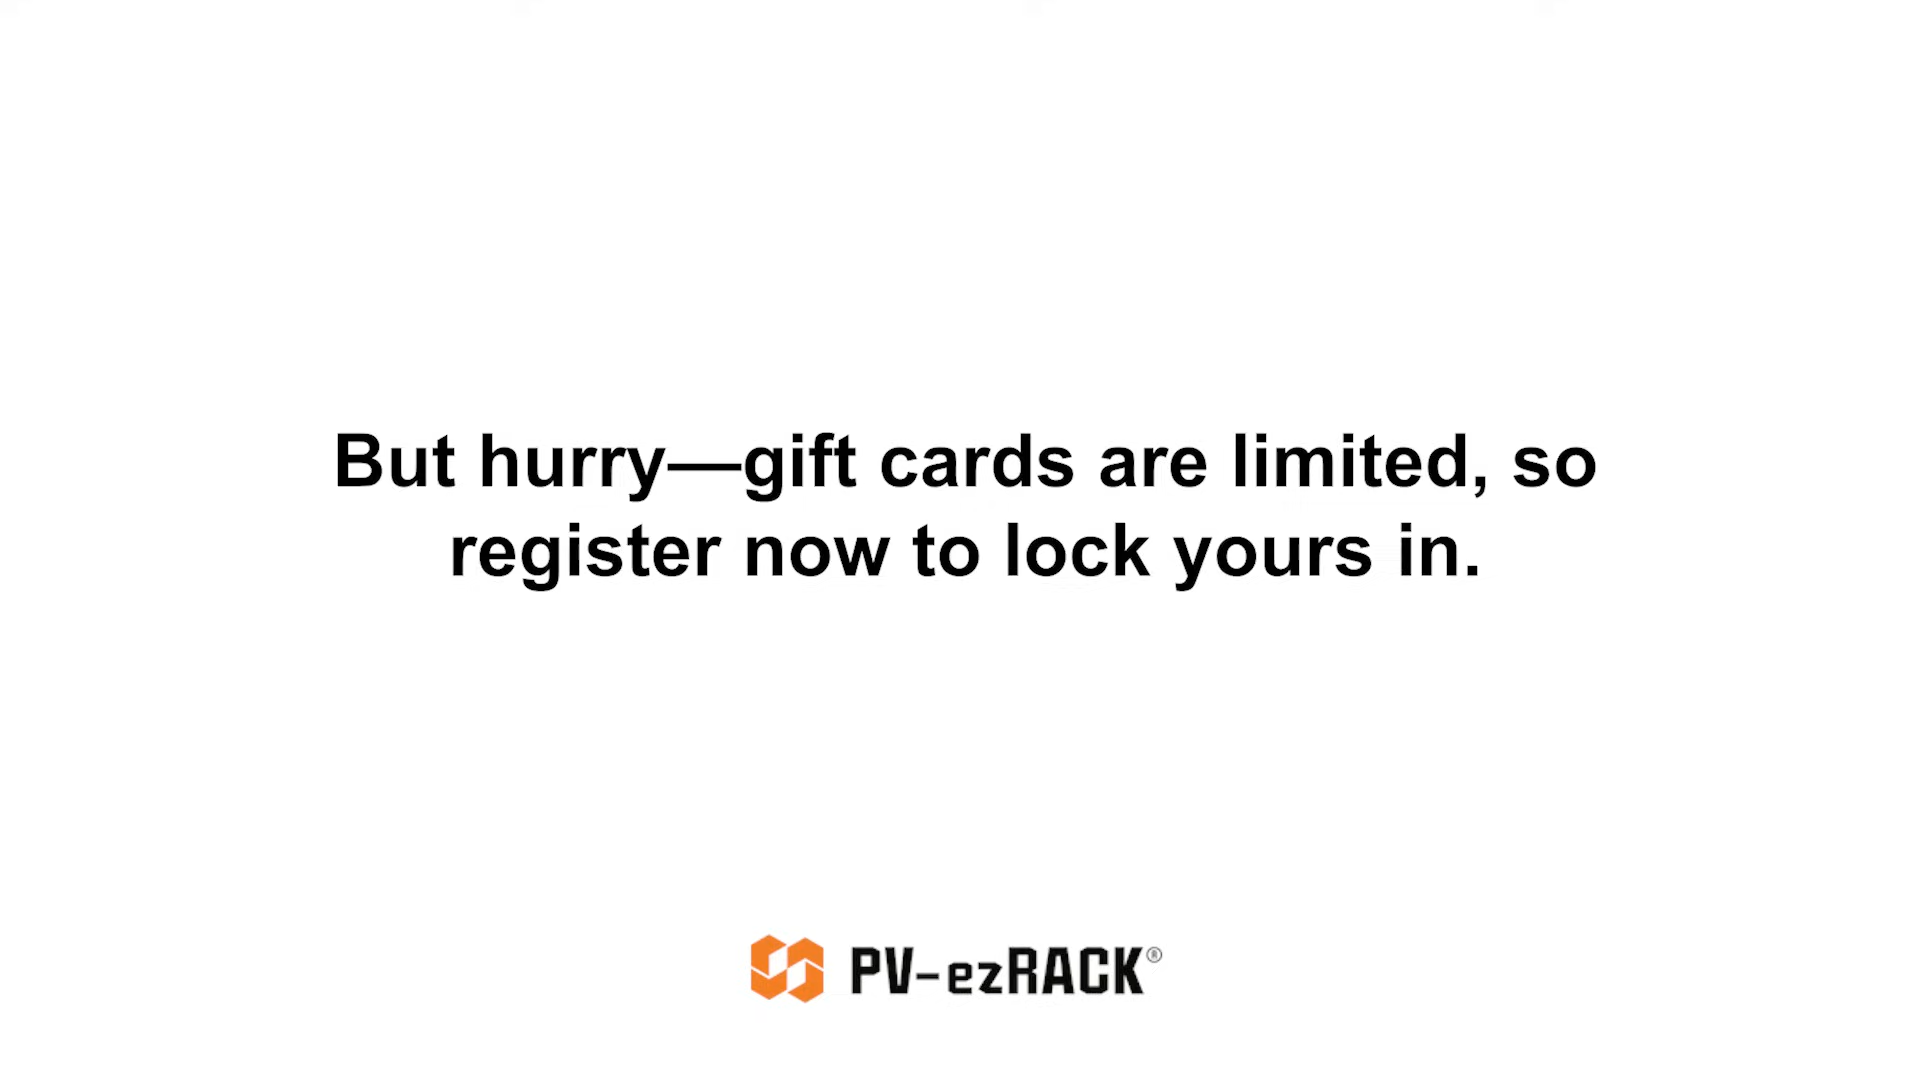 But hurry—gift cards are limited, so
register now to lock yours in.
PV-ezRACK®